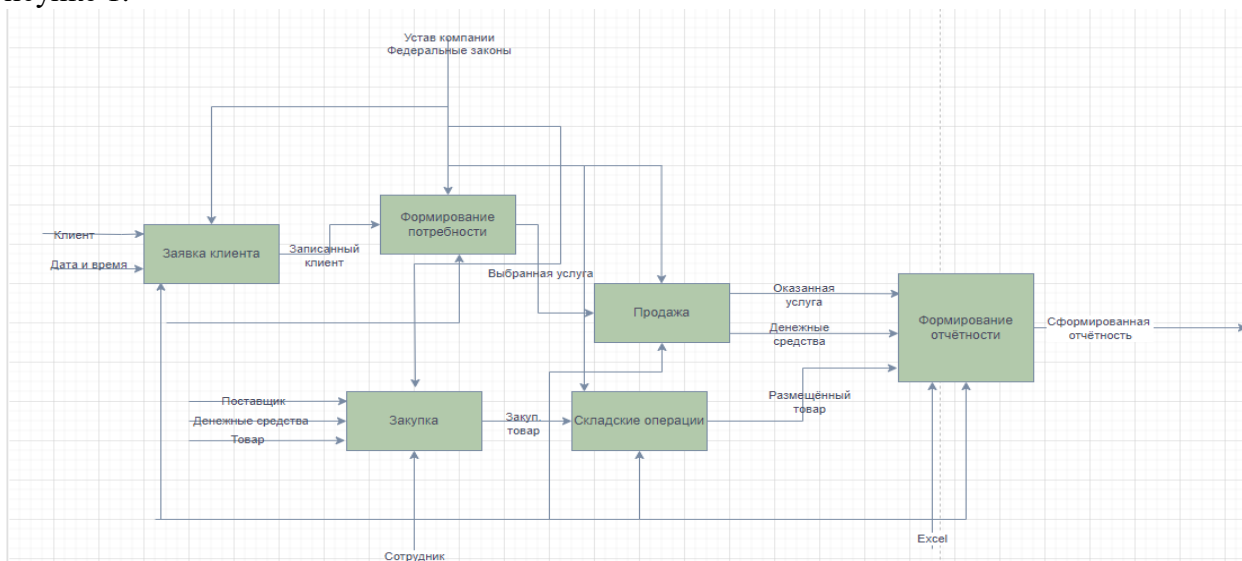 Устав компании
Федеральные законы
Формирование
потребности
Клиент
Заявка клиента
Записанный
клиент
Дата и время
Выбранная услуга
Продажа
Оказанная
услуга
Денежные
средства
Формирование
отчётности
Сформированная
отчётность
Поставщик
Денежные средства
Товар
Закупка
Закуп.
товар
Складские операции
Размещённый
товар
Excel
Сотрудник